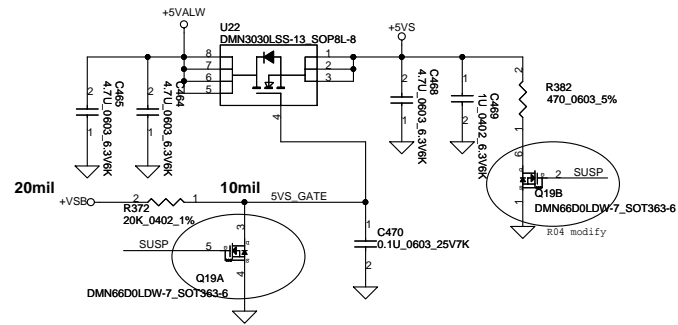 +5VALW
U22
DMN3030LSS-13_SOP8L-8
+5VS
8
7
6
5
1
2
3
4
2
1
C465
4.7U_0603_6.3V6K
2
1
C464
4.7U_0603_6.3V6K
2
1
C468
4.7U_0603_6.3V6K
1
2
C469
1U_0402_6.3V6K
2
1
R382
470_0603_5%
6
2
SUSP
1
Q19B
DMN66D0LDW-7_SOT363-6
R04 modify
20mil
10mil
+VSB
2
1
5VS_GATE
R372
20K_0402_1%
SUSP
5
3
4
Q19A
DMN66D0LDW-7_SOT363-6
1
2
C470
0.1U_0603_25V7K